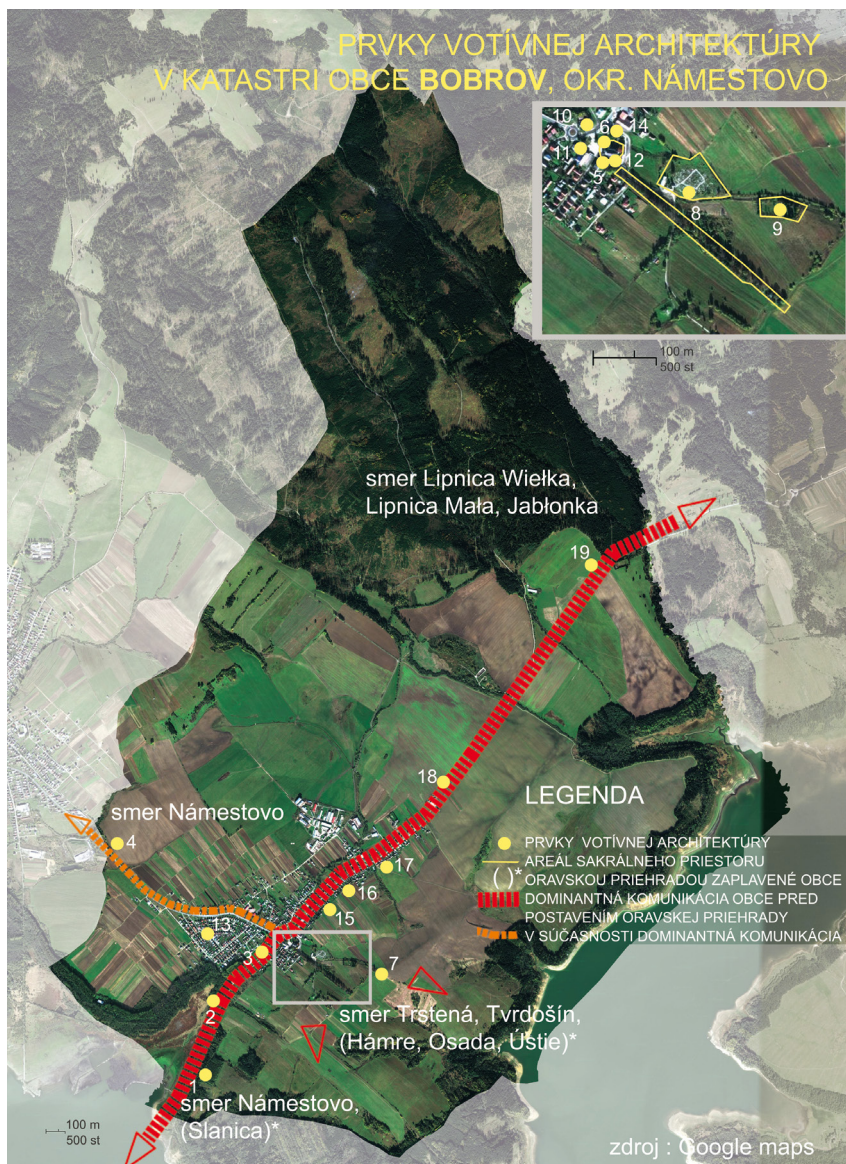 PRVKY VOTÍVNEJ ARCHITEKTÚRY
V KATASTRI OBCE BOBROV, OKR. NÁMESTOVO
10
6
14
11
12
5
8
9
100 m
500 st
smer Lipnica Wiełka,
Lipnica Mała, Jabłonka
19
18
smer Námestovo
4
LEGENDA
PRVKY VOTÍVNEJ ARCHITEKTÚRY
AREÁL SAKRÁLNEHO PRIESTORU
( )* ORAVSKOU PRIEHRADOU ZAPLAVENÉ OBCE
DOMINANTNÁ KOMUNIKÁCIA OBCE PRED
POSTAVENÍM ORAVSKEJ PRIEHRADY
V SÚČASNOSTI DOMINANTNÁ KOMUNIKÁCIA
17
16
15
13
3
7
2
smer Trstená, Tvrdošín,
(Hámre, Osada, Ústie)*
1
smer Námestovo,
(Slanica)*
100 m
500 st
zdroj : Google maps